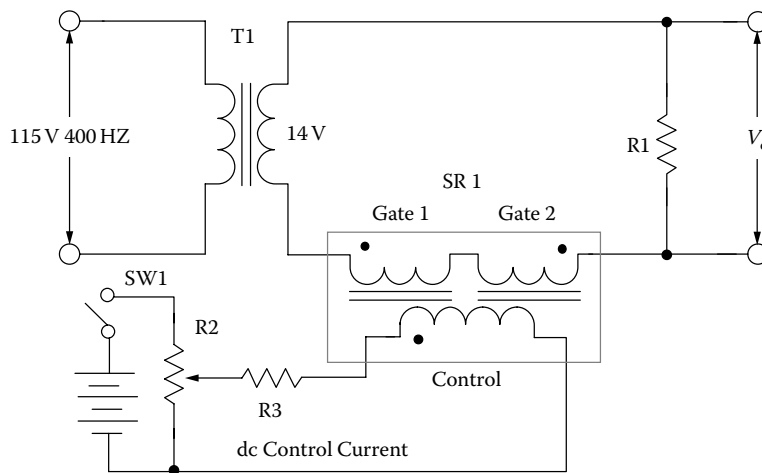 T1
115 V 400 HZ
14 V
R1
SR 1
Gate 1
Gate 2
SW1
R2
R3
Control
dc Control Current